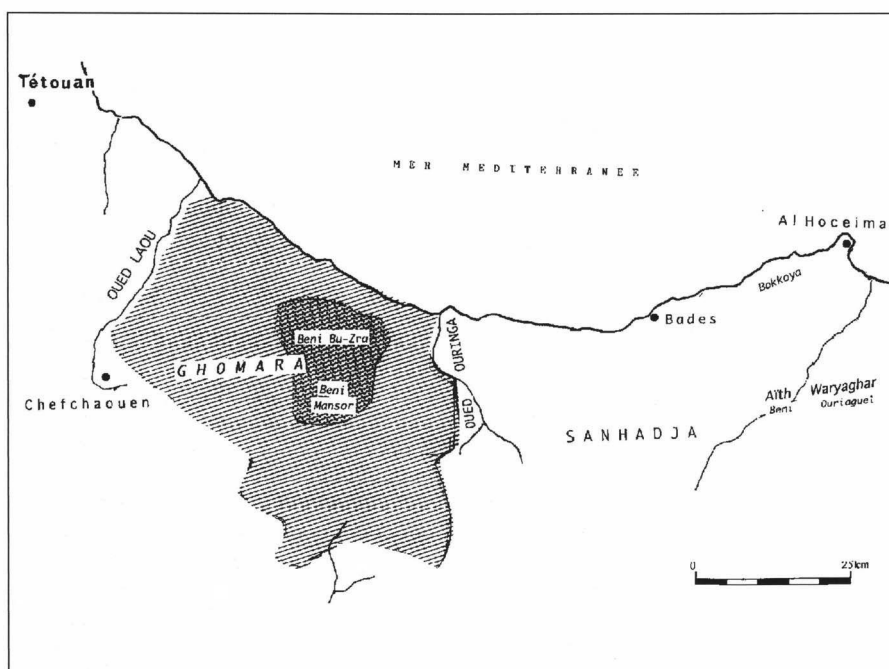 Tétouan
MER MEDITERRANEE
Al Hoceima
OUED LAOU
Bokkoya
Bades
OURINGA
Beni Bu-Zra
GHOMARA
Beni
Mansor
Chefchaouen
OUED
Aïth Waryaghar
Beni Ouriaguel
SANHADJA
0 25km